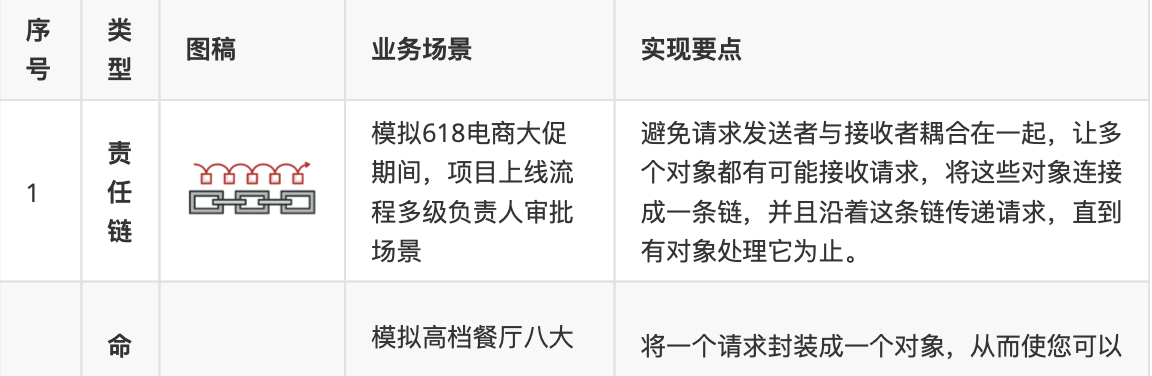 序
号
类
型
图稿
业务场景
实现要点
1
责
任
链
模拟618电商大促
期间，项目上线流
程多级负责人审批
场景
避免请求发送者与接收者耦合在一起，让多
个对象都有可能接收请求，将这些对象连接
成一条链，并且沿着这条链传递请求，直到
有对象处理它为止。
命
模拟高档餐厅八大
将一个请求封装成一个对象，从而使您可以